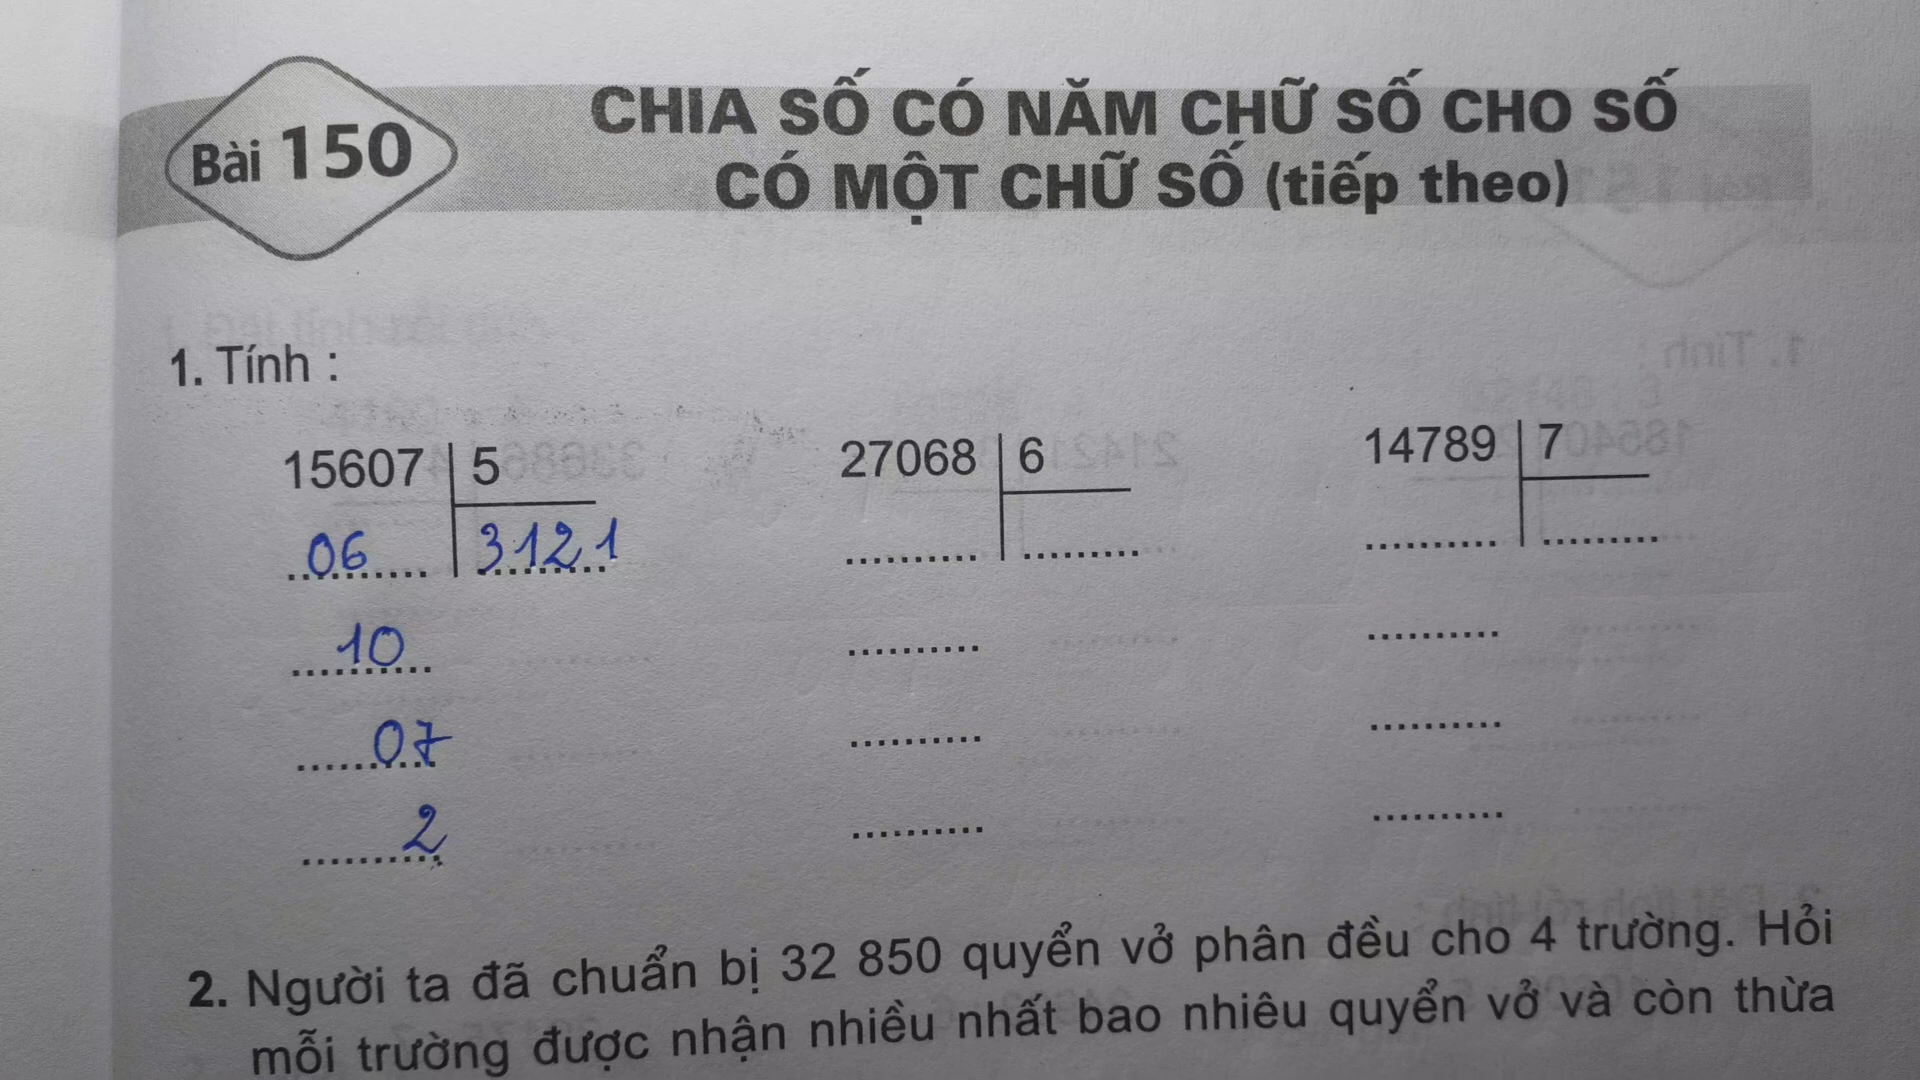 Bài 150
CHIA SỐ CÓ NĂM CHỮ SỐ CHO SỐ
CÓ MỘT CHỮ SỐ (tiếp theo)
1. Tính :
15607 5
06 3121
10
07
2
27068 6
14789 7
2. Người ta đã chuẩn bị 32 850 quyển vở phân đều cho 4 trường. Hỏi
mỗi trường được nhận nhiều nhất bao nhiêu quyển vở và còn thừa